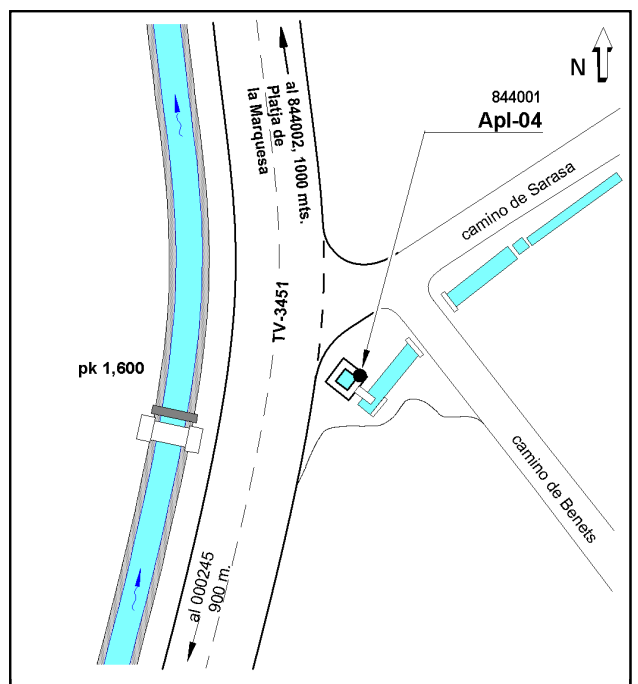 N
844001
Apl-04
al 844002, 1000 mts.
Platja de
la Marquesa
camino de Sarasa
TV-3451
pk 1,600
camino de Benets
al 000245
900 m.